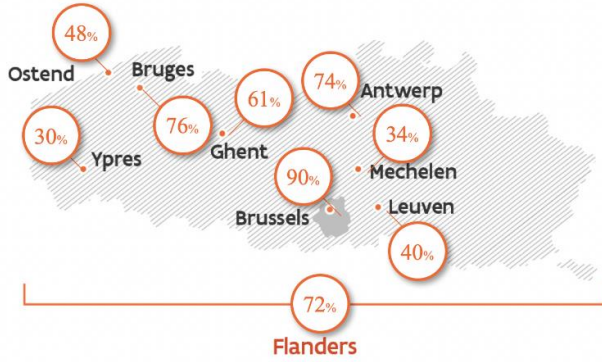 48%
Ostend
Bruges
74%
Antwerp
61%
76%
30%
Ypres
Ghent
34%
Mechelen
90%
Brussels
Leuven
40%
72%
Flanders